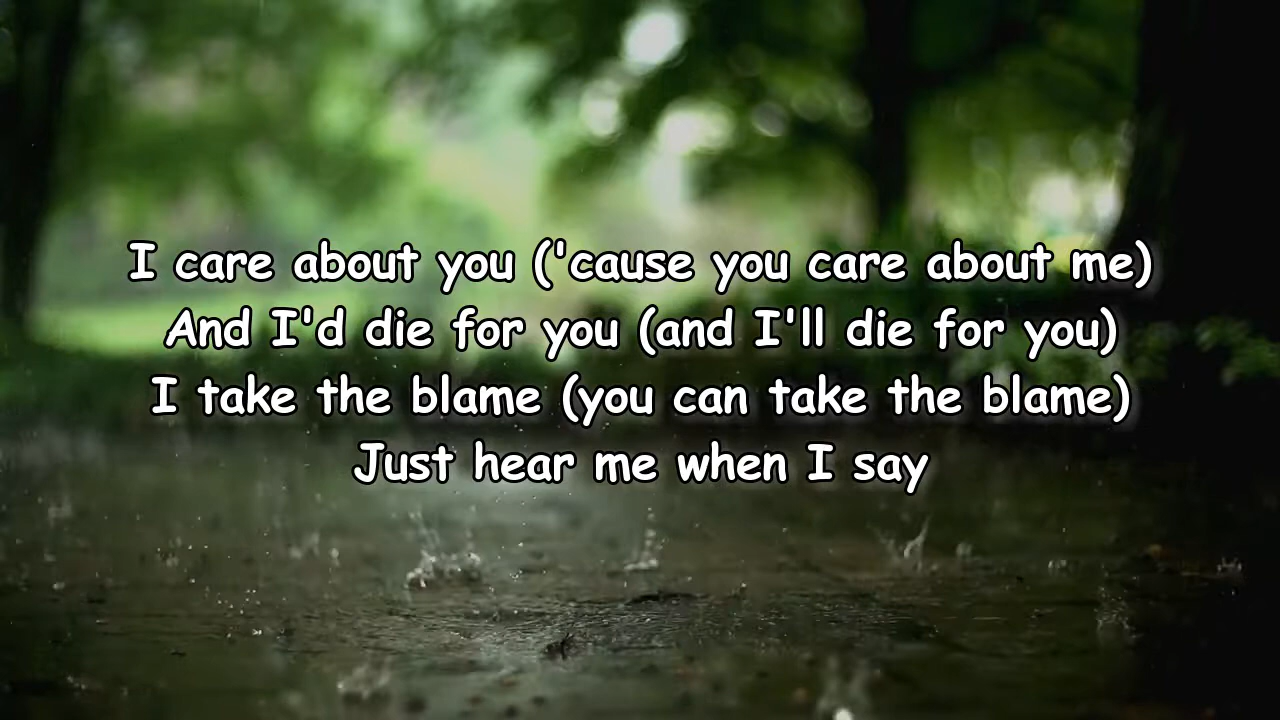 I care about you ('cause you care about me)
And I'd die for you (and I'll die for you)
I take the blame (you can take the blame)
Just hear me when I say